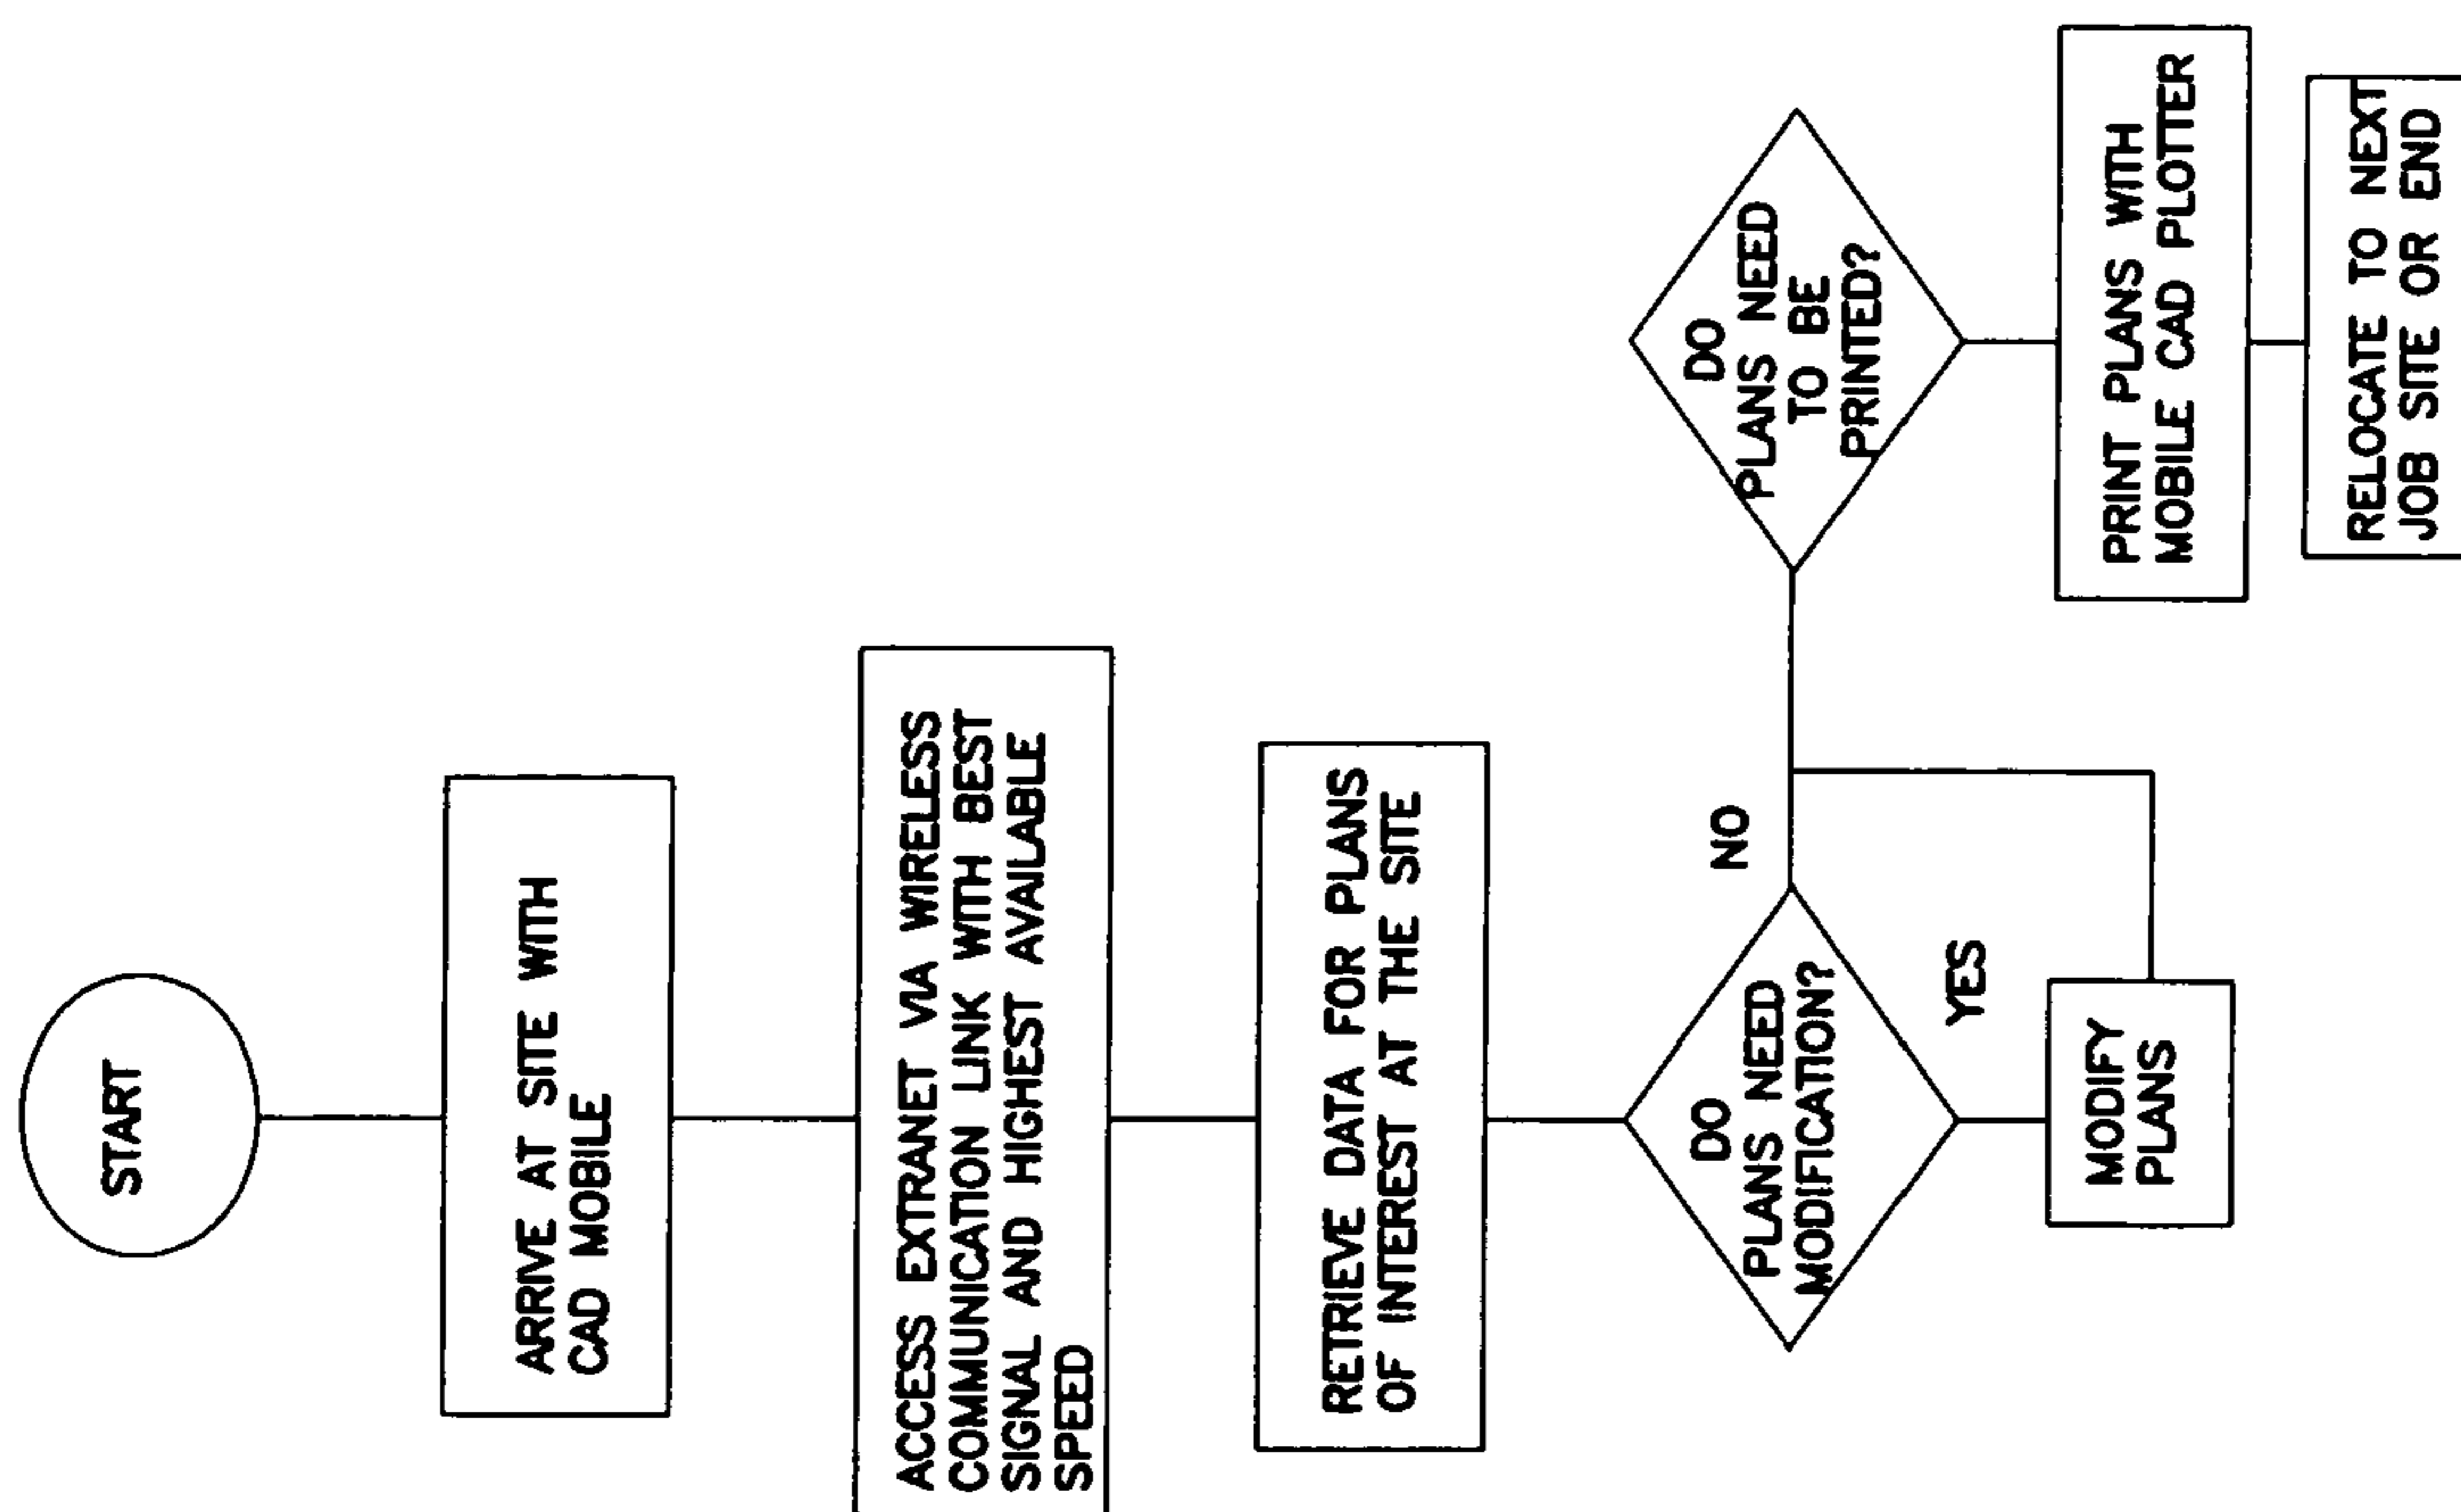 START
ARRIVE AT SITE WITH
CAD MOBILE
ACCESS EXTRANET VIA WIRELESS
COMMUNICATION LINK WITH BEST
SIGNAL AND HIGHEST AVAILABLE
SPEED
RETRIEVE DATA FOR PLANS
OF INTEREST AT THE SITE
DO
PLANS NEED
MODIFICATION?
NO
YES
MODIFY
PLANS
DO
PLANS NEED
TO BE
PRINTED?
PRINT PLANS WITH
MOBILE CAD PLOTTER
RELOCATE TO NEXT
JOB SITE OR END